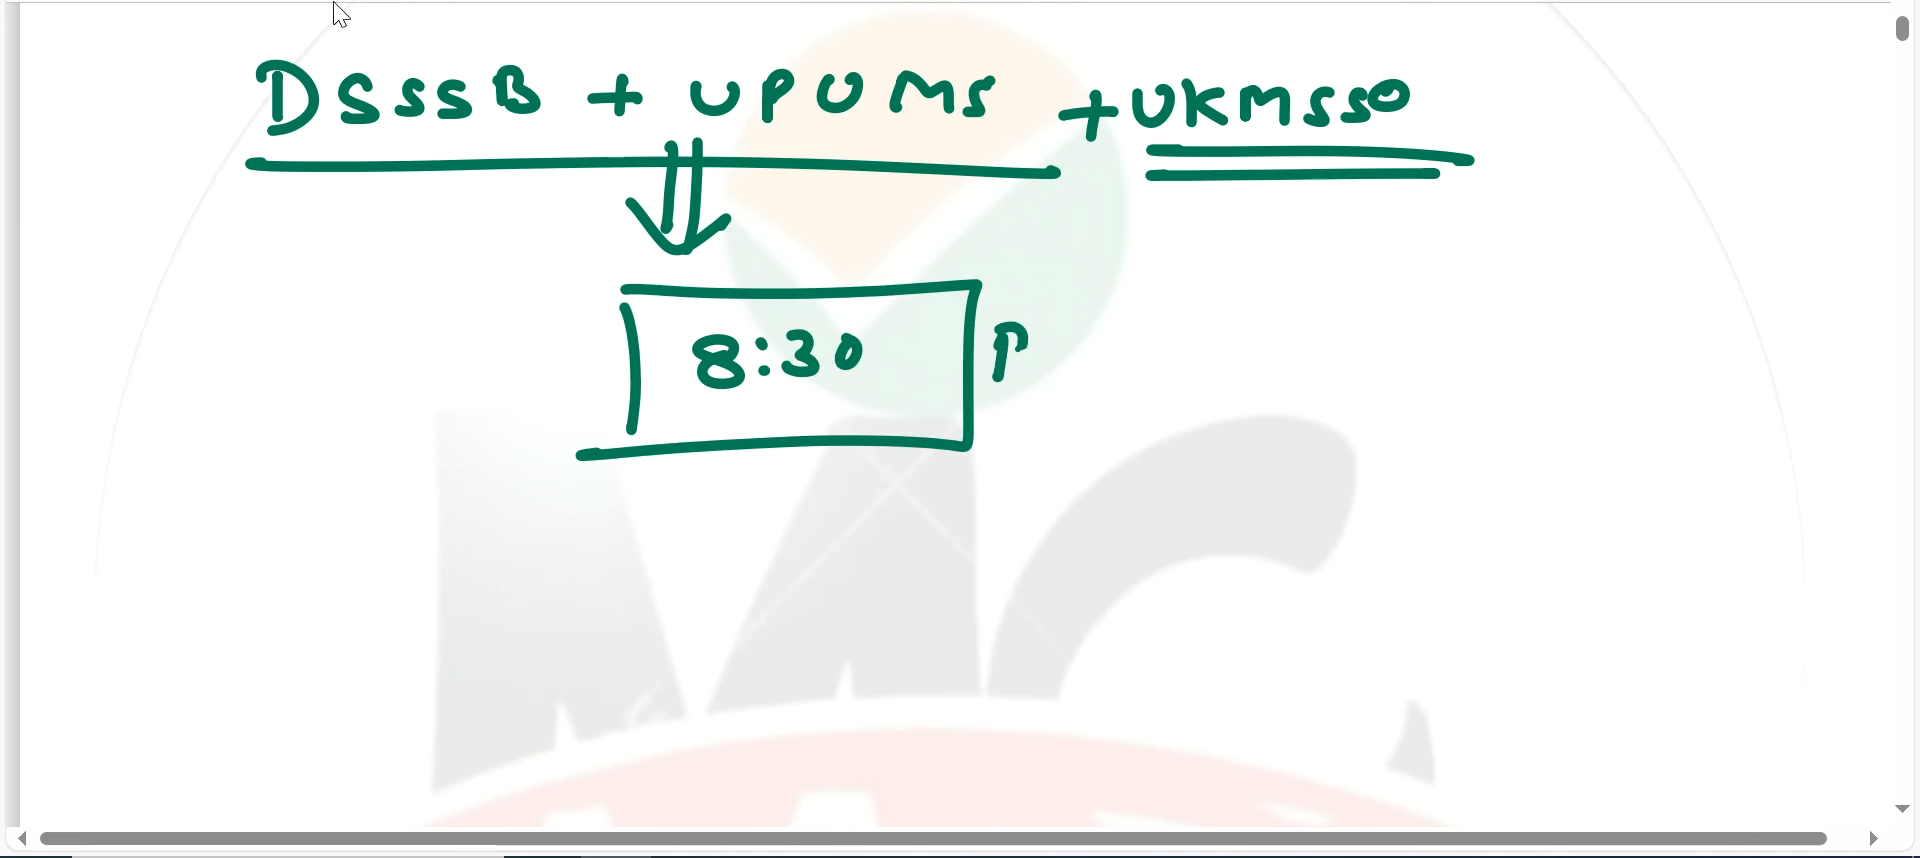 DSSSB + UPUMS + UKMSSO
8:30 P